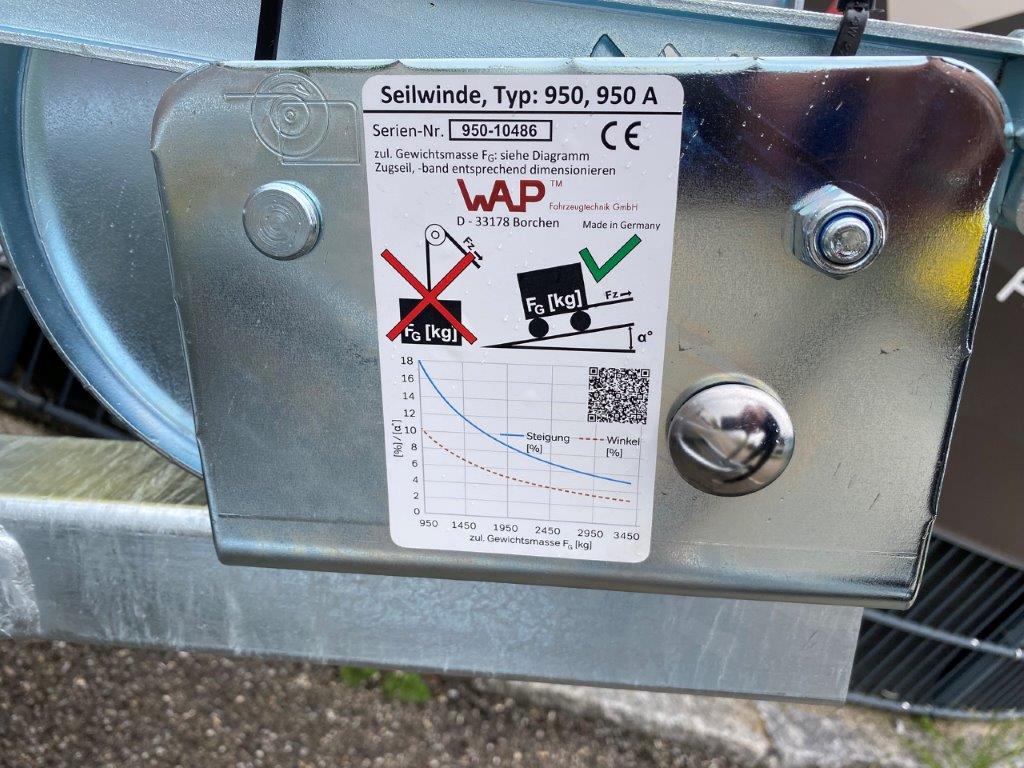 Seilwinde, Typ: 950, 950 A
Serien-Nr. 950-10486 CE
zul. Gewichtsmasse FG: siehe Diagramm
Zugseil, -band entsprechend dimensionieren
WAP TM
Fahrzeugtechnik GmbH
D - 33178 Borchen Made in Germany
Fz
FG [kg]
FG [kg]
Fz
α°
18
16
14
12
10
8
6
4
2
0
[%]/[α°]
Steigung
[%]
Winkel
[%]
950 1450 1950 2450 2950 3450
zul. Gewichtsmasse FG [kg]